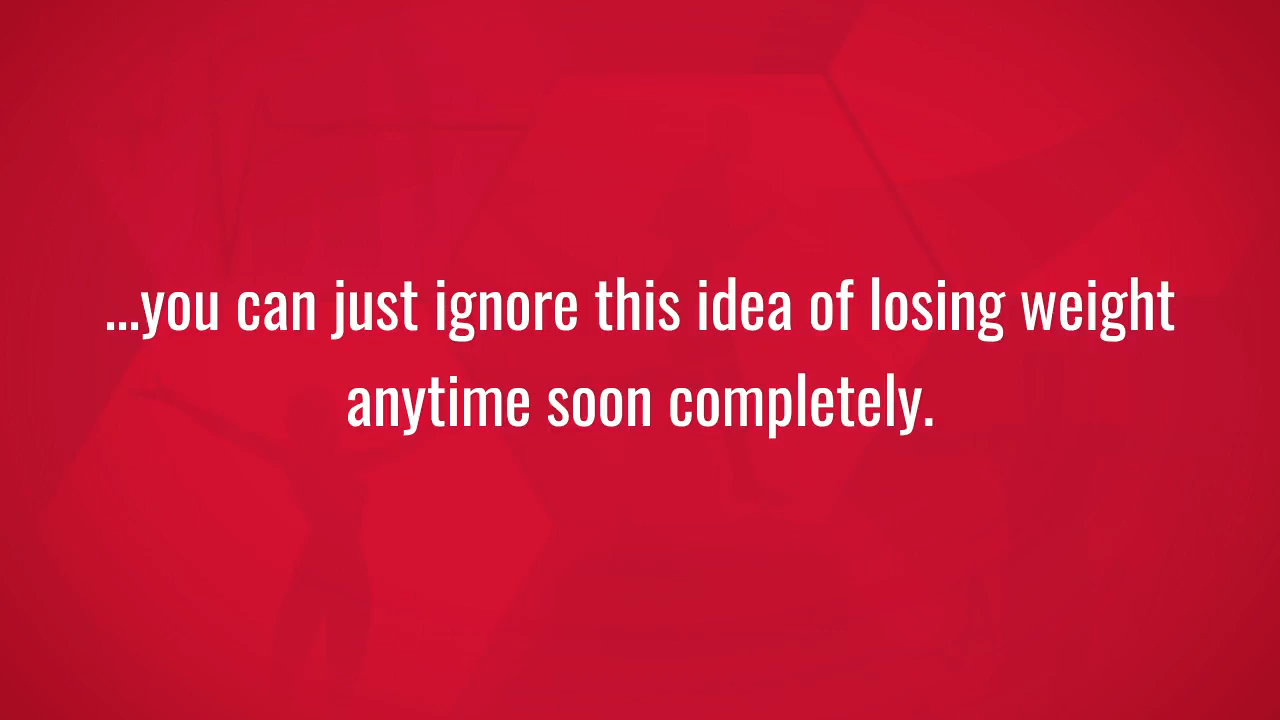 ...you can just ignore this idea of losing weight
anytime soon completely.